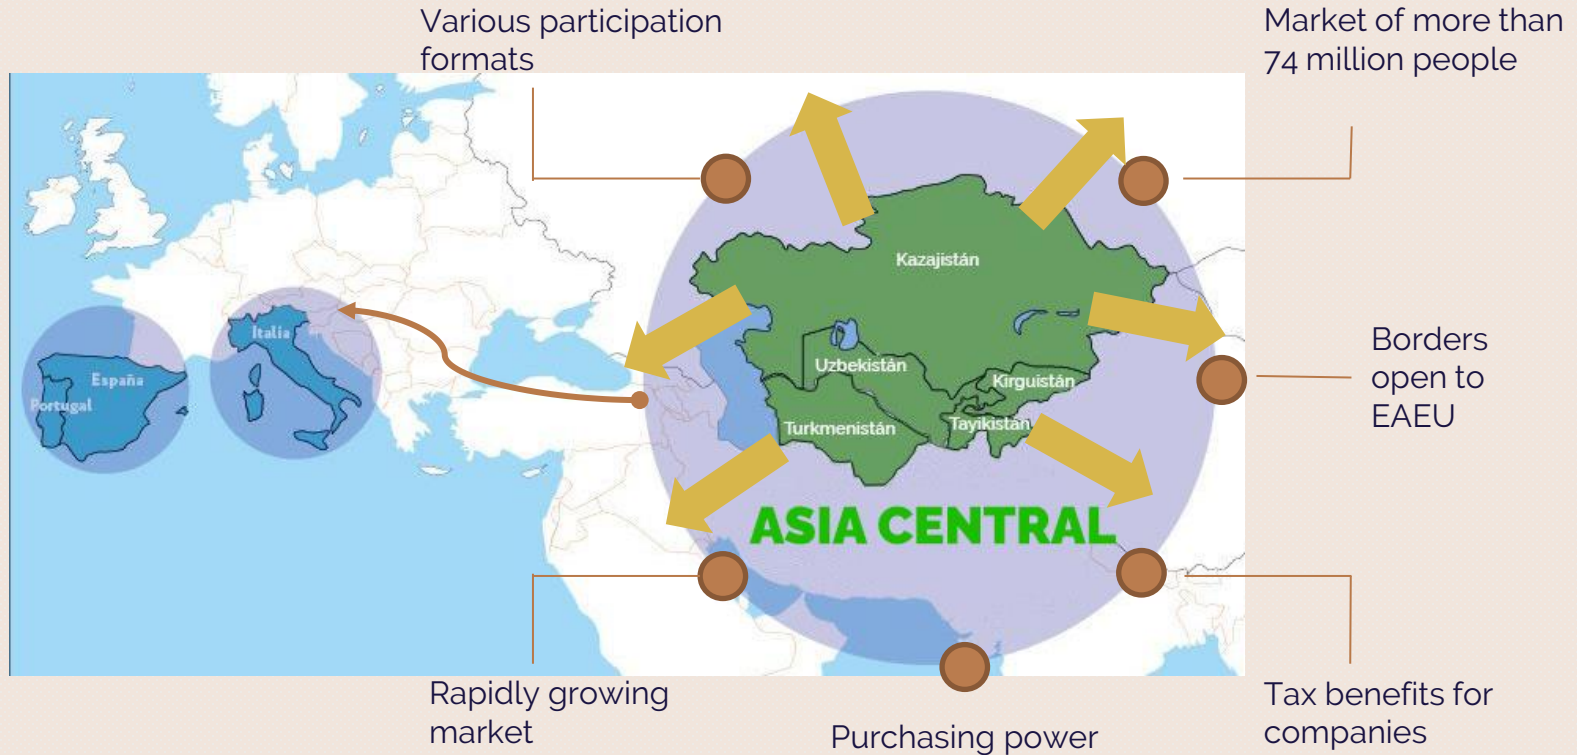 Various participation
formats
Market of more than
74 million people
Kazajistán
Italia
Uzbekistán
España
Kirguistán
Portugal
Turkmenistán
Tayikistán
Borders
open to
EAEU
ASIA CENTRAL
Rapidly growing
market
Purchasing power
Tax benefits for
companies